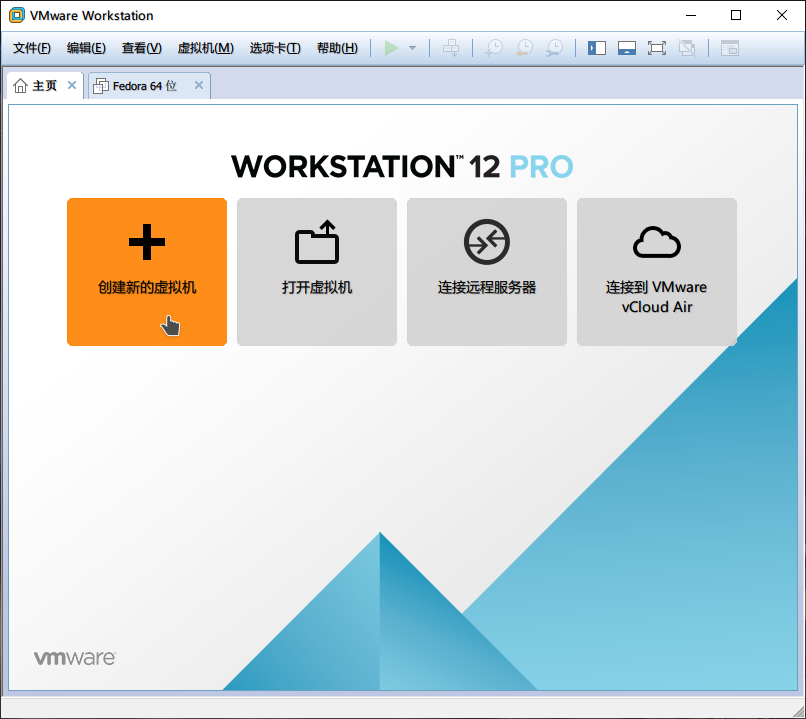 VMware Workstation
文件(F) 编辑(E) 查看(V) 虚拟机(M) 选项卡(T) 帮助(H)
主页 Fedora 64 位
WORKSTATION™ 12 PRO
创建新的虚拟机
打开虚拟机
连接远程服务器
连接到 VMware
vCloud Air
vmware